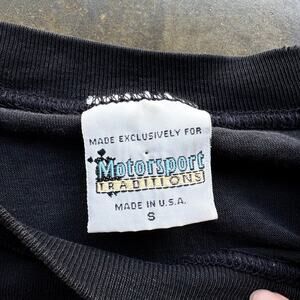 MADE EXCLUSIVELY FOR
Motorsport
TRADITIONS
MADE IN U.S.A.
S